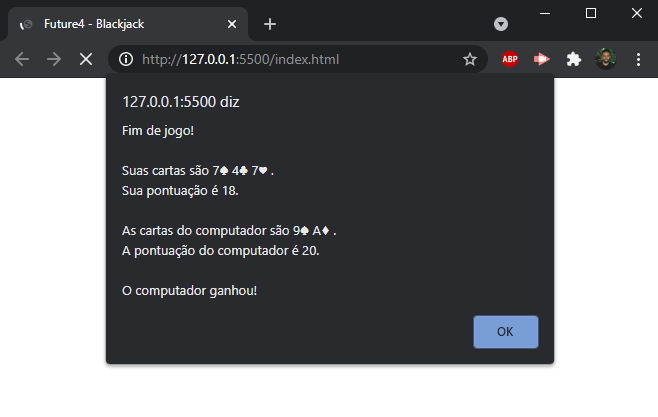 Future4 - Blackjack
http://127.0.0.1:5500/index.html
ABP
127.0.0.1:5500 diz
Fim de jogo!
Suas cartas são 7♠ 4♣ 7♥ .
Sua pontuação é 18.
As cartas do computador são 9♠ A♦ .
A pontuação do computador é 20.
O computador ganhou!
OK